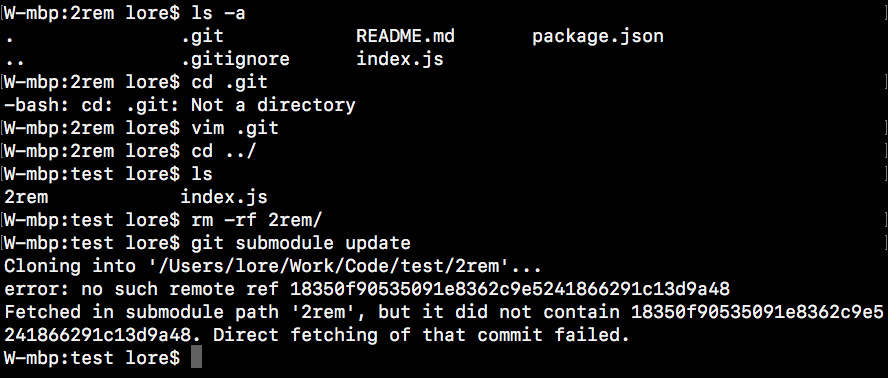 W-mbp:2rem lore$ ls -a
.               .git            README.md       package.json
..              .gitignore      index.js
W-mbp:2rem lore$ cd .git
-bash: cd: .git: Not a directory
W-mbp:2rem lore$ vim .git
W-mbp:2rem lore$ cd ../
W-mbp:test lore$ ls
2rem            index.js
W-mbp:test lore$ rm -rf 2rem/
W-mbp:test lore$ git submodule update
Cloning into '/Users/lore/Work/Code/test/2rem'...
error: no such remote ref 18350f90535091e8362c9e5241866291c13d9a48
Fetched in submodule path '2rem', but it did not contain 18350f90535091e8362c9e5
241866291c13d9a48. Direct fetching of that commit failed.
W-mbp:test lore$